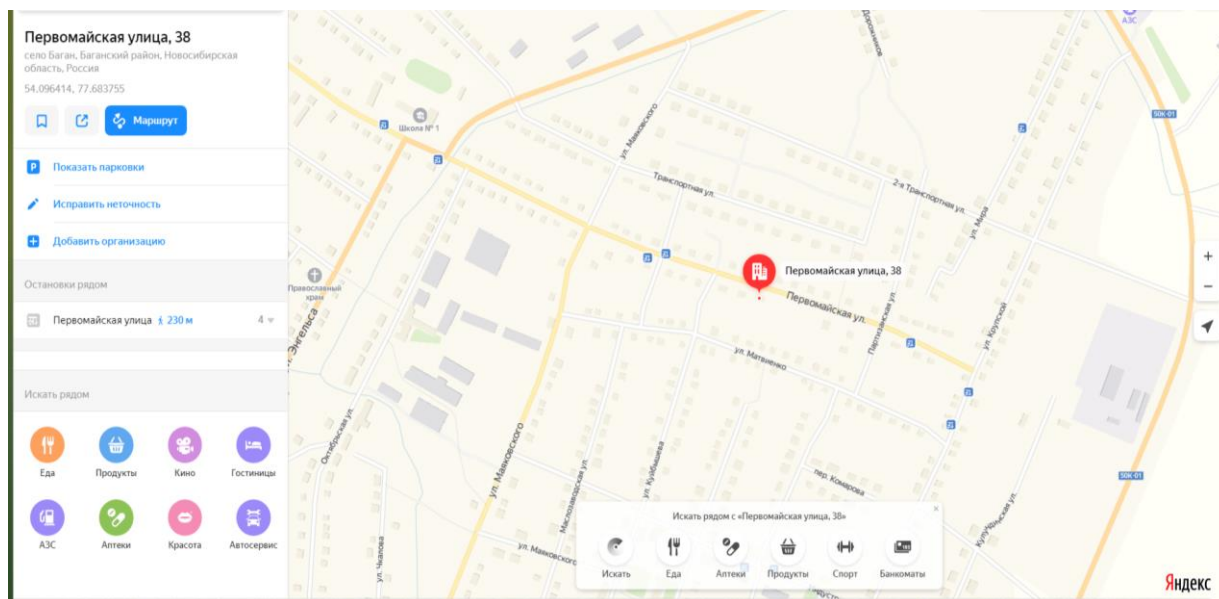 Первомайская улица, 38
село Баган, Баганский район, Новосибирская
область, Россия
54.096414, 77.683755
Маршрут
Показать парковки
Исправить неточность
Добавить организацию
Остановки рядом
Первомайская улица 230 м 4
Искать рядом
Еда Продукты Кино Гостиницы
АЗС Аптеки Красота Автосервис
АЗС
Дорожников
50К-01
Школа № 1
ул. Маяковского
Транспортная ул.
2-я Транспортная ул.
ул. Мира
Первомайская улица, 38
Православный
храм
Первомайская ул.
Партизанская ул.
ул. Крупской
ул. Энгельса
ул. Матвиенко
Октябрьская ул.
ул. Маяковского
Маслозаводская ул.
ул. Куйбышева
пер. Комарова
50К-01
ул. Маяковского
ул. Чкалова
Искать рядом с «Первомайская улица, 38»
Искать Еда Аптеки Продукты Спорт Банкоматы
Яндекс